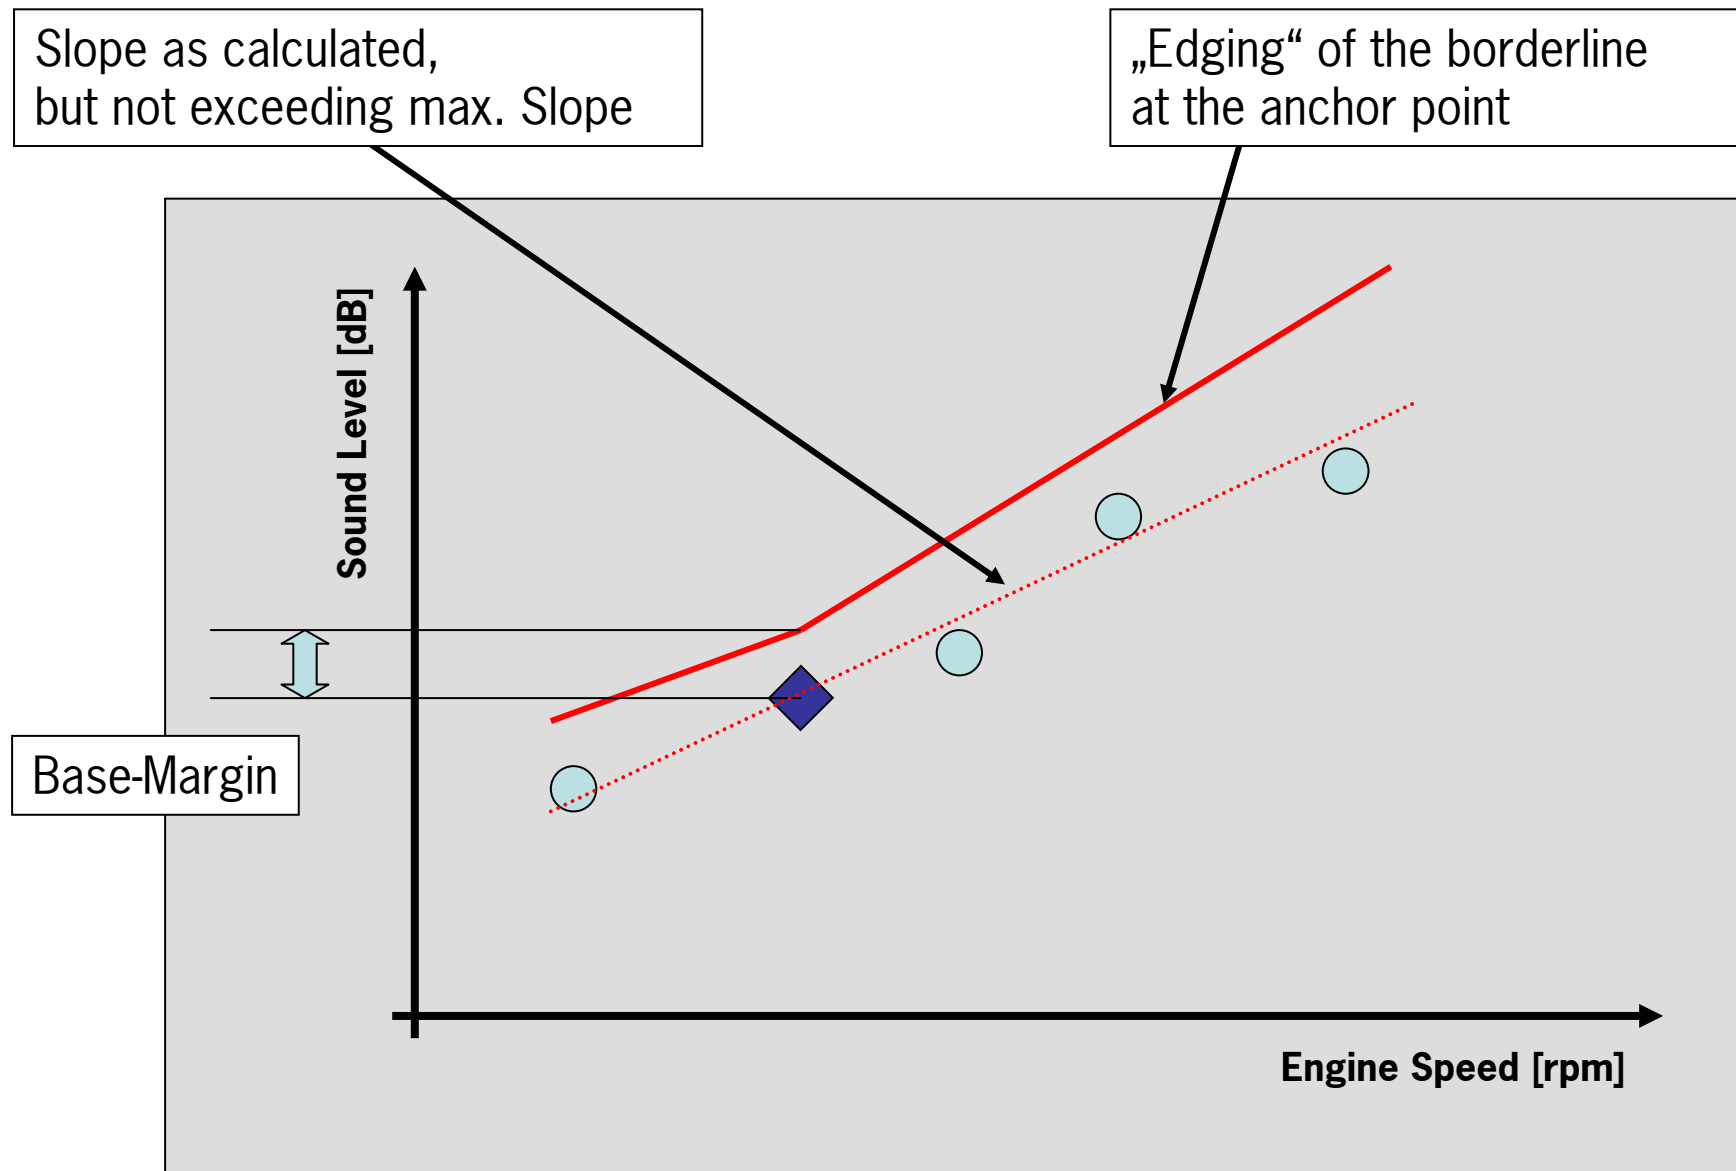 Slope as calculated,
but not exceeding max. Slope
„Edging“ of the borderline
at the anchor point
Sound Level [dB]
Base-Margin
Engine Speed [rpm]